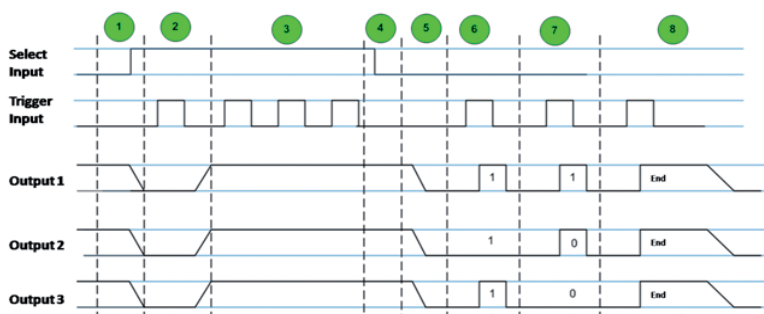 1 2 3 4 5 6 7 8
Select
Input
Trigger
Input
Output 1 1 1 End
Output 2 1 0 End
Output 3 1 0 End